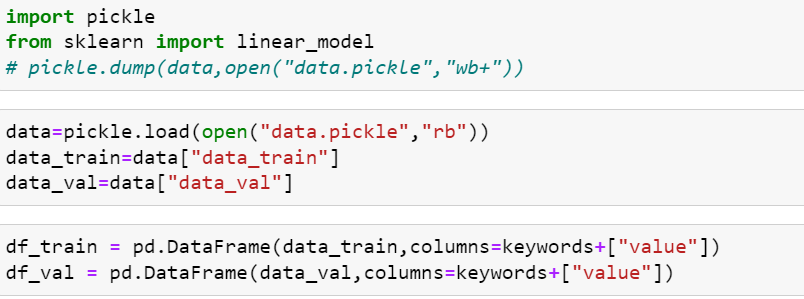 import pickle
from sklearn import linear_model
# pickle.dump(data,open("data.pickle","wb+"))
data=pickle.load(open("data.pickle","rb"))
data_train=data["data_train"]
data_val=data["data_val"]
df_train = pd.DataFrame(data_train,columns=keywords+["value"])
df_val = pd.DataFrame(data_val,columns=keywords+["value"])